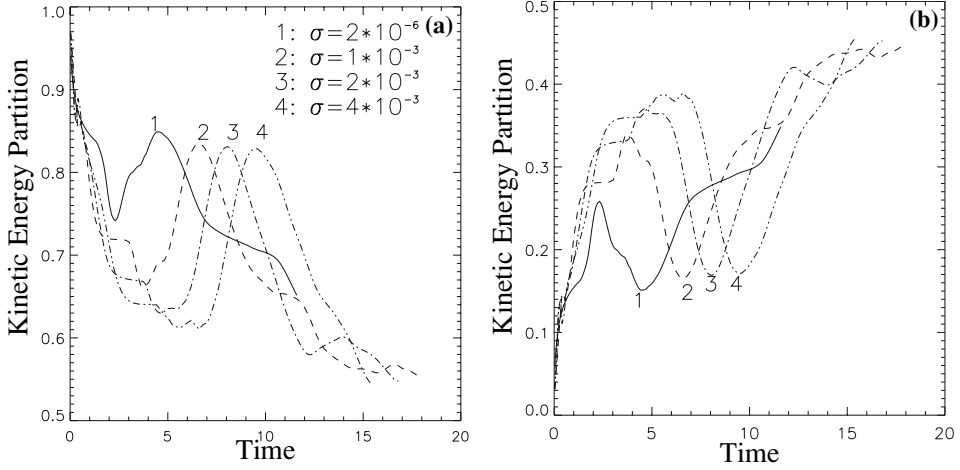 (a)
1: σ=2*10⁻⁶
2: σ=1*10⁻³
3: σ=2*10⁻³
4: σ=4*10⁻³
1 2 3 4
Kinetic Energy Partition
1.0
0.9
0.8
0.7
0.6
0.5
0 5 10 15 20
Time
(b)
Kinetic Energy Partition
0.5
0.4
0.3
0.2
0.1
0.0
1 2 3 4
0 5 10 15 20
Time